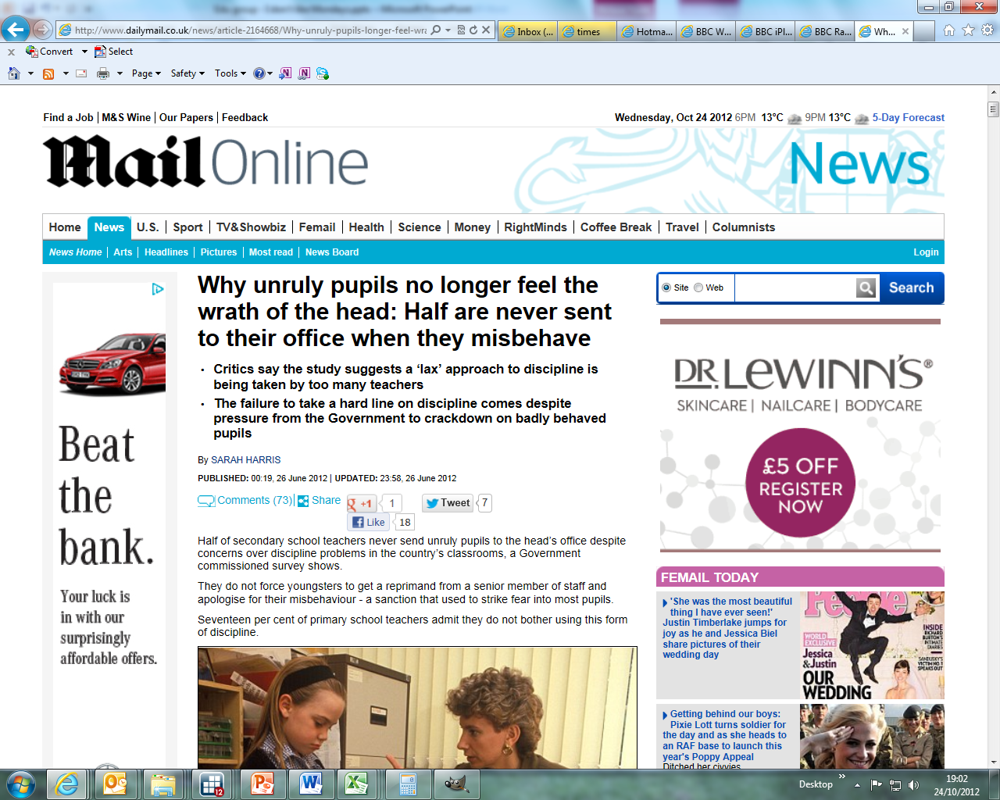 http://www.dailymail.co.uk/news/article-2164668/Why-unruly-pupils-longer-feel-wra
Inbox (...
times
Hotma...
BBC W...
BBC iPl...
BBC Ra...
Wh...
x Convert Select
Page Safety Tools
Find a Job M&S Wine Our Papers Feedback
Wednesday, Oct 24 2012 6PM 13°C 9PM 13°C 5-Day Forecast
Mail Online
News
Home News U.S. Sport TV&Showbiz Femail Health Science Money RightMinds Coffee Break Travel Columnists
News Home Arts Headlines Pictures Most read News Board Login
Beat
the
bank.
Your luck is
in with our
surprisingly
affordable offers.
Why unruly pupils no longer feel the
wrath of the head: Half are never sent
to their office when they misbehave
• Critics say the study suggests a ‘lax’ approach to discipline is
being taken by too many teachers
• The failure to take a hard line on discipline comes despite
pressure from the Government to crackdown on badly behaved
pupils
By SARAH HARRIS
PUBLISHED: 00:19, 26 June 2012 | UPDATED: 23:58, 26 June 2012
Comments (73) Share
g +1 1
Tweet 7
Like 18
Half of secondary school teachers never send unruly pupils to the head’s office despite
concerns over discipline problems in the country’s classrooms, a Government
commissioned survey shows.
They do not force youngsters to get a reprimand from a senior member of staff and
apologise for their misbehaviour - a sanction that used to strike fear into most pupils.
Seventeen per cent of primary school teachers admit they do not bother using this form
of discipline.
Site Web Search
DR. LEWINN'S®
SKINCARE | NAILCARE | BODYCARE
£5 OFF
REGISTER
NOW
FEMAIL TODAY
'She was the most beautiful
thing I have ever seen!'
Justin Timberlake jumps for
joy as he and Jessica Biel
share pictures of their
wedding day
People
WORLD
EXCLUSIVE
Jessica
& Justin
OUR
WEDDING
INSIDE
RICHARD
BURTON'S
INTIMATE
DIARIES
SANDUSKY'S
VICTIM NO. 1
SPEAKS OUT
Getting behind our boys:
Pixie Lott turns soldier for
the day and as she heads to
an RAF base to launch this
year's Poppy Appeal
Ditched her civvies
12
Desktop
19:02
24/10/2012